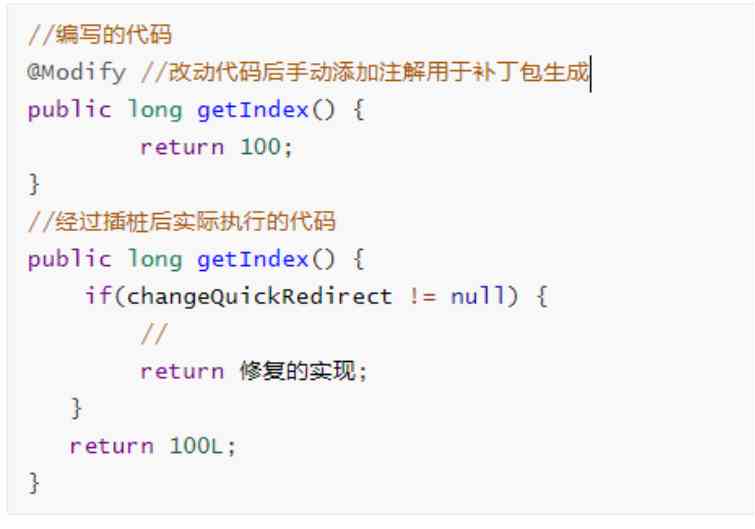 //编写的代码
@Modify //改动代码后手动添加注解用于补丁包生成
public long getIndex() {
        return 100;
}
//经过插桩后实际执行的代码
public long getIndex() {
    if(changeQuickRedirect != null) {
        //
        return 修复的实现;
   }
   return 100L;
}